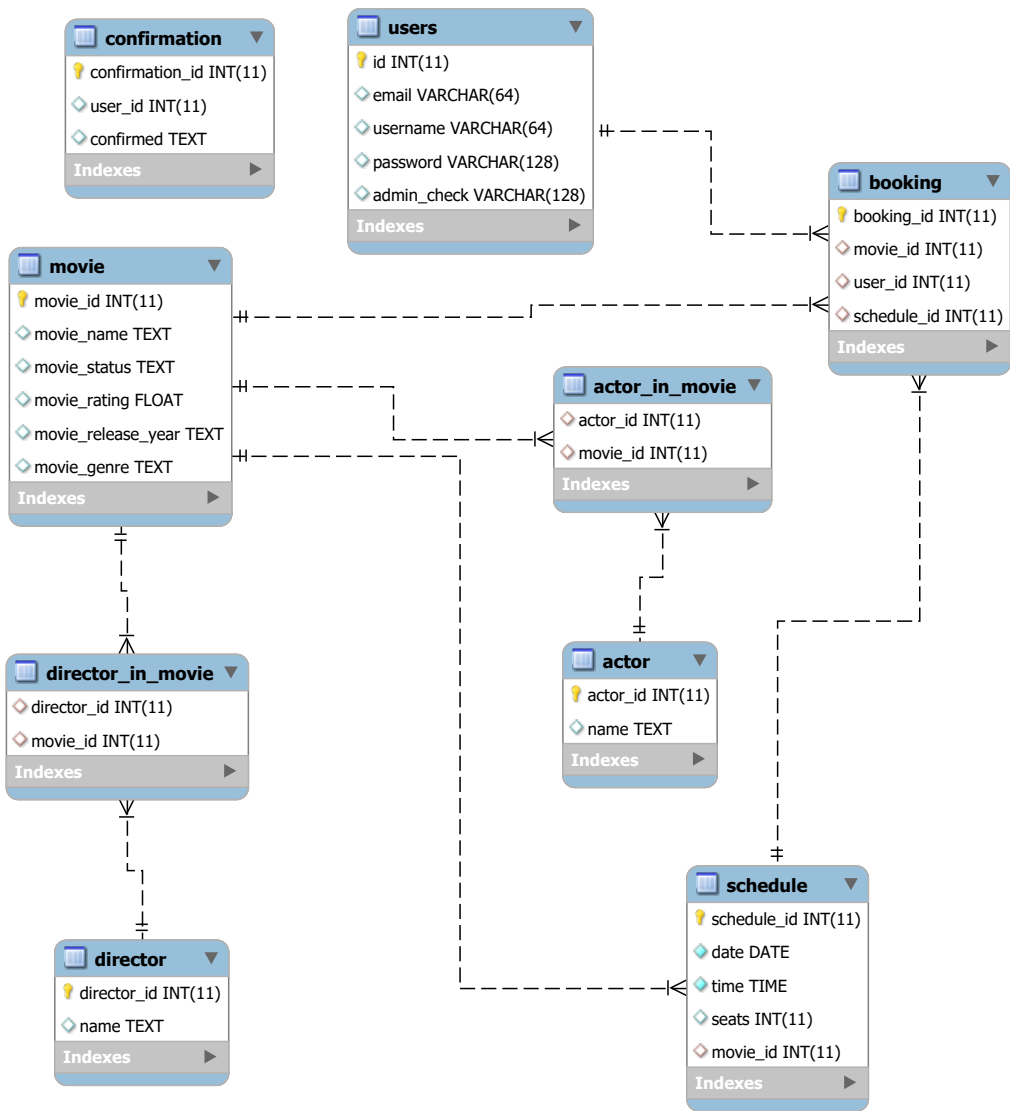 confirmation
confirmation_id INT(11)
user_id INT(11)
confirmed TEXT
Indexes
users
id INT(11)
email VARCHAR(64)
username VARCHAR(64)
password VARCHAR(128)
admin_check VARCHAR(128)
Indexes
booking
booking_id INT(11)
movie_id INT(11)
user_id INT(11)
schedule_id INT(11)
Indexes
movie
movie_id INT(11)
movie_name TEXT
movie_status TEXT
movie_rating FLOAT
movie_release_year TEXT
movie_genre TEXT
Indexes
actor_in_movie
actor_id INT(11)
movie_id INT(11)
Indexes
director_in_movie
director_id INT(11)
movie_id INT(11)
Indexes
actor
actor_id INT(11)
name TEXT
Indexes
schedule
schedule_id INT(11)
date DATE
time TIME
seats INT(11)
movie_id INT(11)
Indexes
director
director_id INT(11)
name TEXT
Indexes